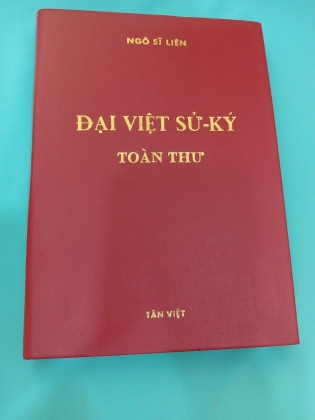 NGÔ SĨ LIÊN
ĐẠI VIỆT SỬ-KÝ
TOÀN THƯ
TÂN VIỆT